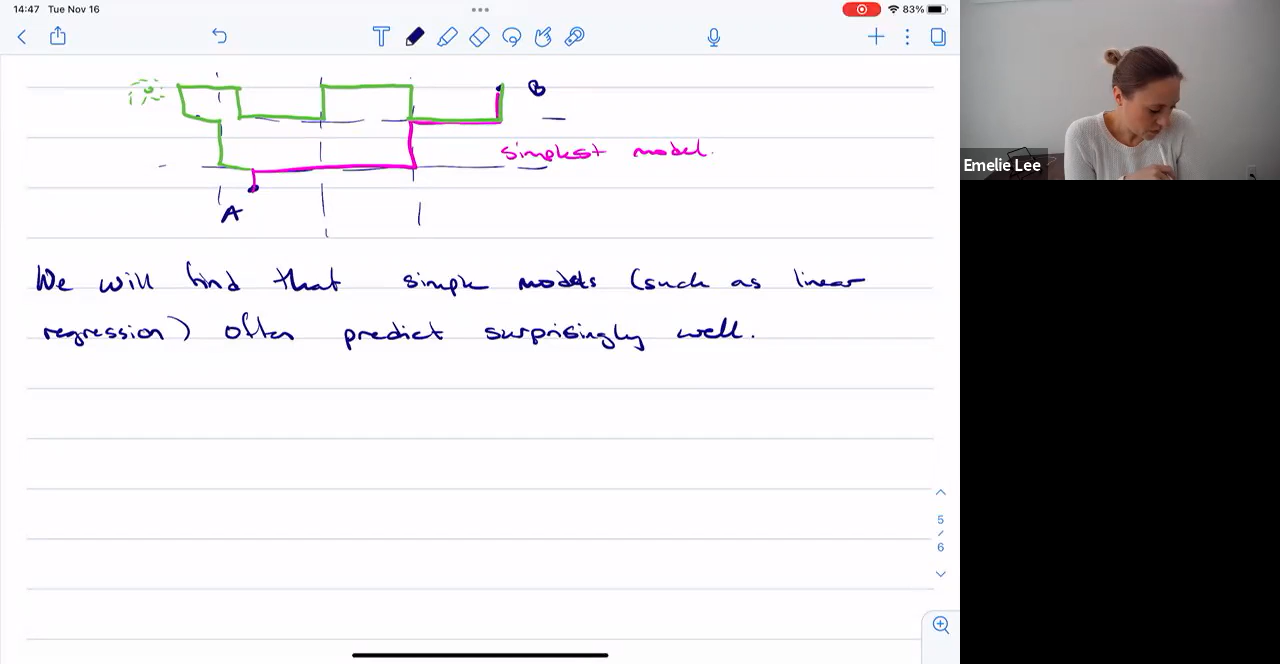 14:47 Tue Nov 16
83%
B
simplest model.
A
Emelie Lee
We will find that simple models (such as linear
regression) often predict surprisingly well.
5
/
6